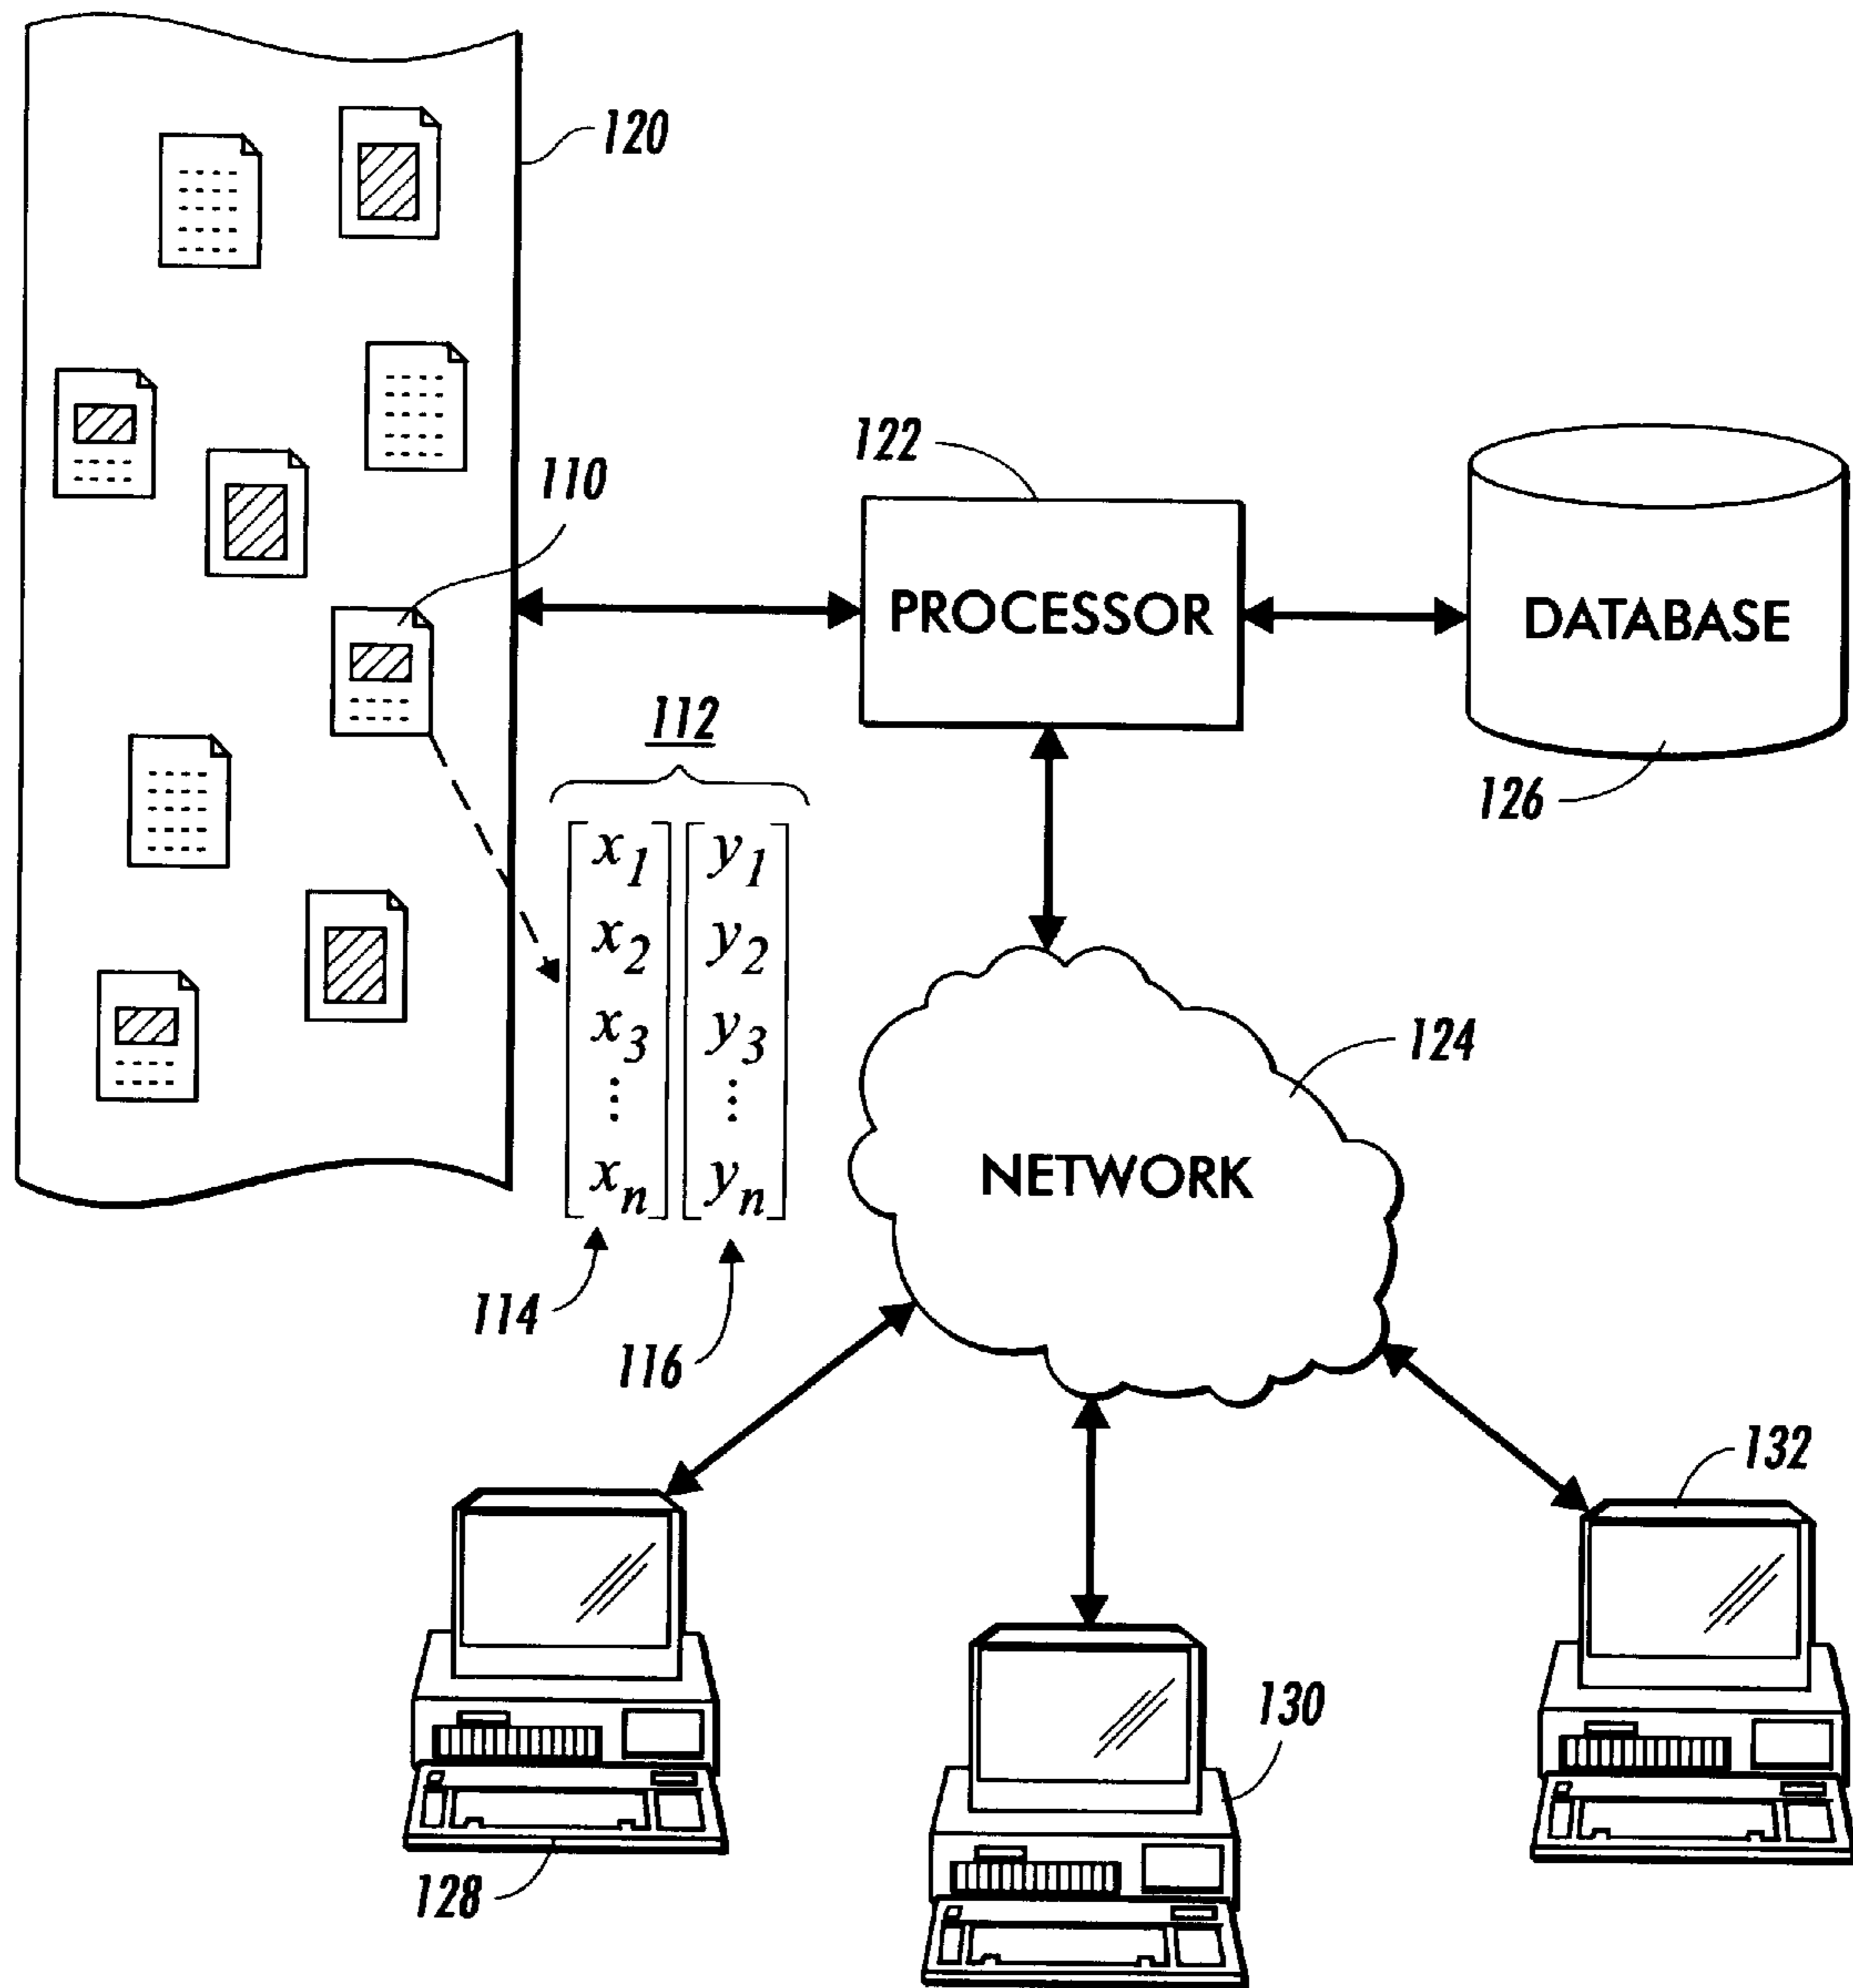 120
122
110
PROCESSOR
DATABASE
112
126
x1 y1
x2 y2
x3 y3
⋮ ⋮
xn yn
124
NETWORK
114
116
132
130
128